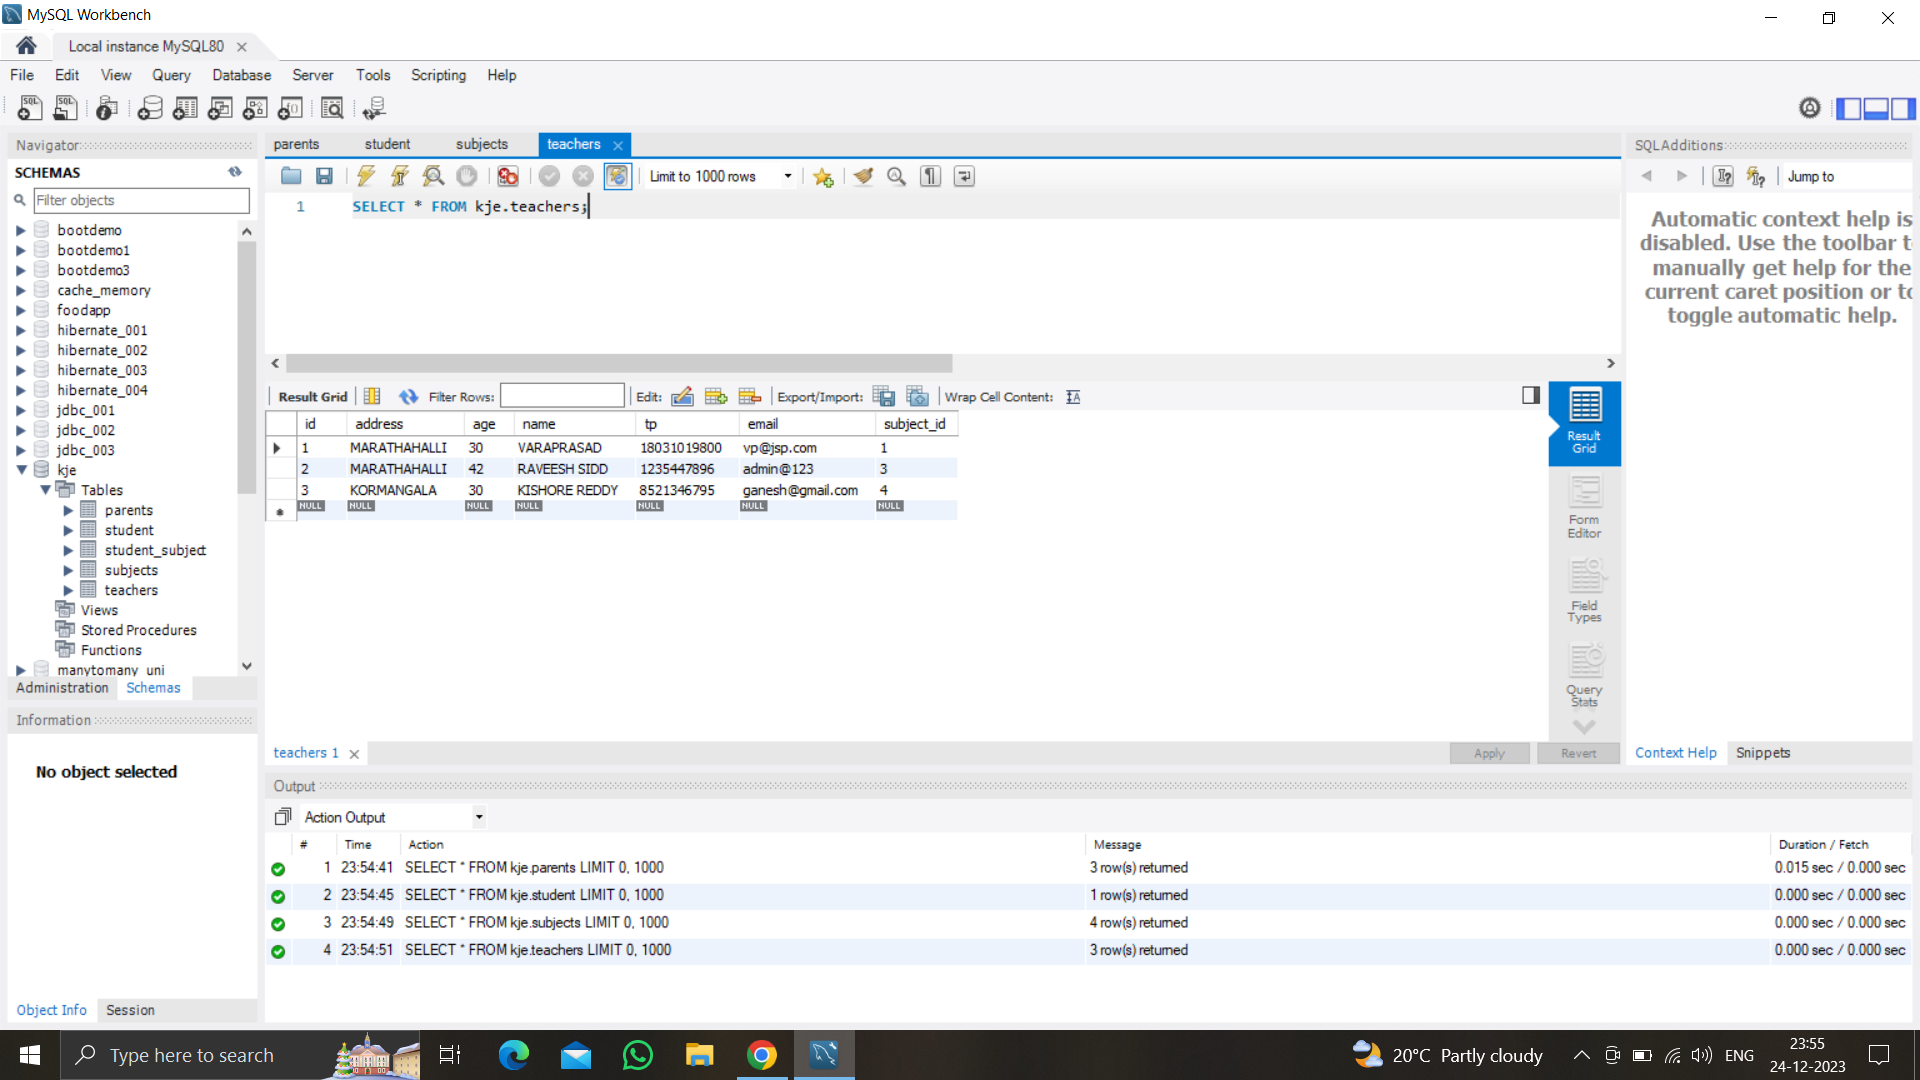 MySQL Workbench
Local instance MySQL80
File Edit View Query Database Server Tools Scripting Help
Navigator
SCHEMAS
Filter objects
bootdemo
bootdemo1
bootdemo3
cache_memory
foodapp
hibernate_001
hibernate_002
hibernate_003
hibernate_004
jdbc_001
jdbc_002
jdbc_003
kje
Tables
parents
student
student_subject
subjects
teachers
Views
Stored Procedures
Functions
manytomany_uni
Administration Schemas
Information
No object selected
Object Info Session
parents student subjects teachers
Limit to 1000 rows
1 SELECT * FROM kje.teachers;
Result Grid Filter Rows: Edit: Export/Import: Wrap Cell Content:
id address age name tp email subject_id
1 MARATHAHALLI 30 VARAPRASAD 18031019800 vp@jsp.com 1
2 MARATHAHALLI 42 RAVEESH SIDD 1235447896 admin@123 3
3 KORMANGALA 30 KISHORE REDDY 8521346795 ganesh@gmail.com 4
NULL NULL NULL NULL NULL NULL NULL
Result
Grid
Form
Editor
Field
Types
Query
Stats
teachers 1
Apply Revert
SQLAdditions
Jump to
Automatic context help is
disabled. Use the toolbar t
manually get help for the
current caret position or to
toggle automatic help.
Context Help Snippets
Output
Action Output
# Time Action Message Duration / Fetch
1 23:54:41 SELECT * FROM kje.parents LIMIT 0, 1000 3 row(s) returned 0.015 sec / 0.000 sec
2 23:54:45 SELECT * FROM kje.student LIMIT 0, 1000 1 row(s) returned 0.000 sec / 0.000 sec
3 23:54:49 SELECT * FROM kje.subjects LIMIT 0, 1000 4 row(s) returned 0.000 sec / 0.000 sec
4 23:54:51 SELECT * FROM kje.teachers LIMIT 0, 1000 3 row(s) returned 0.000 sec / 0.000 sec
Type here to search
20°C Partly cloudy
ENG
23:55
24-12-2023